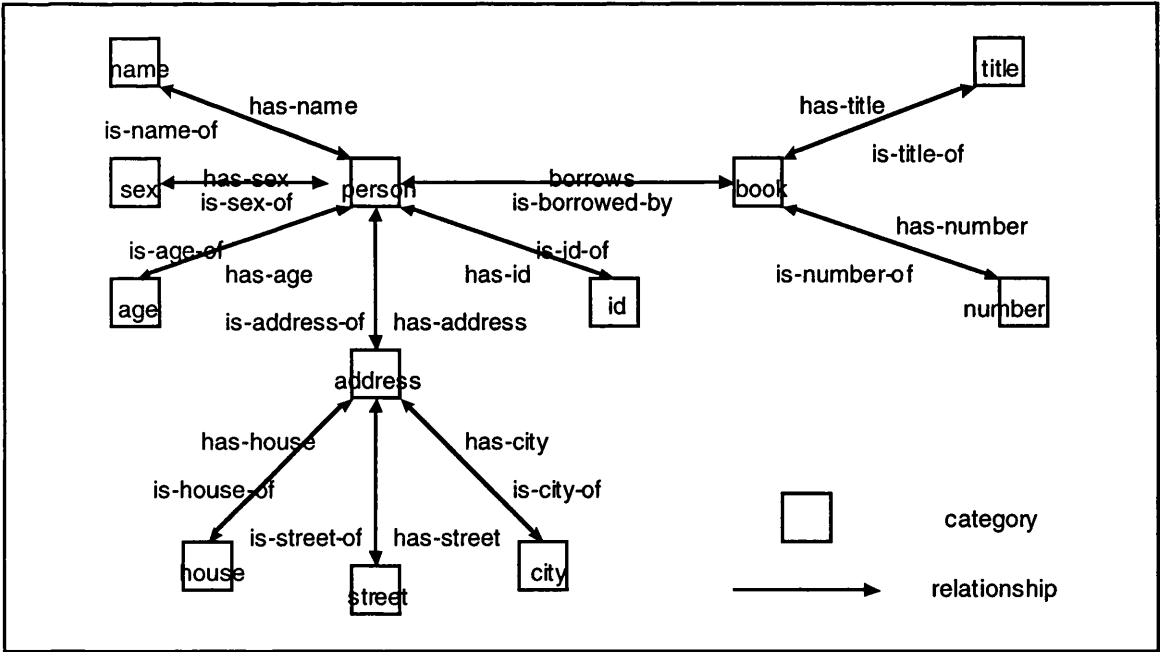 name
title
has-name
has-title
is-name-of
is-title-of
sex
has-sex
person
borrows
book
is-sex-of
is-borrowed-by
has-number
is-age-of
is-id-of
has-age
has-id
is-number-of
age
id
number
is-address-of
has-address
address
has-house
has-city
is-house-of
is-city-of
category
is-street-of
has-street
house
city
street
relationship